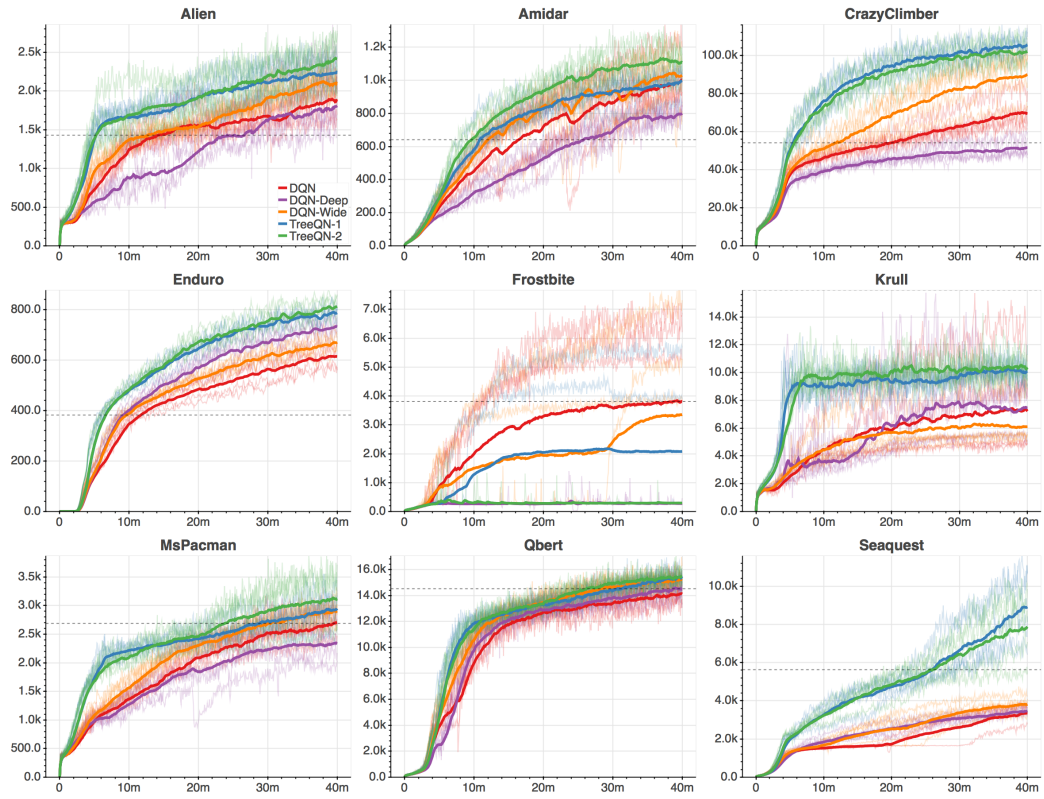 Alien
2.5k
2.0k
1.5k
1.0k
500.0
0.0
0 10m 20m 30m 40m
DQN
DQN-Deep
DQN-Wide
TreeQN-1
TreeQN-2
Amidar
1.2k
1.0k
800.0
600.0
400.0
200.0
0.0
0 10m 20m 30m 40m
CrazyClimber
100.0k
80.0k
60.0k
40.0k
20.0k
0.0
0 10m 20m 30m 40m
Enduro
800.0
600.0
400.0
200.0
0.0
0 10m 20m 30m 40m
Frostbite
7.0k
6.0k
5.0k
4.0k
3.0k
2.0k
1.0k
0.0
0 10m 20m 30m 40m
Krull
14.0k
12.0k
10.0k
8.0k
6.0k
4.0k
2.0k
0.0
0 10m 20m 30m 40m
MsPacman
3.5k
3.0k
2.5k
2.0k
1.5k
1.0k
500.0
0.0
0 10m 20m 30m 40m
Qbert
16.0k
14.0k
12.0k
10.0k
8.0k
6.0k
4.0k
2.0k
0.0
0 10m 20m 30m 40m
Seaquest
10.0k
8.0k
6.0k
4.0k
2.0k
0.0
0 10m 20m 30m 40m